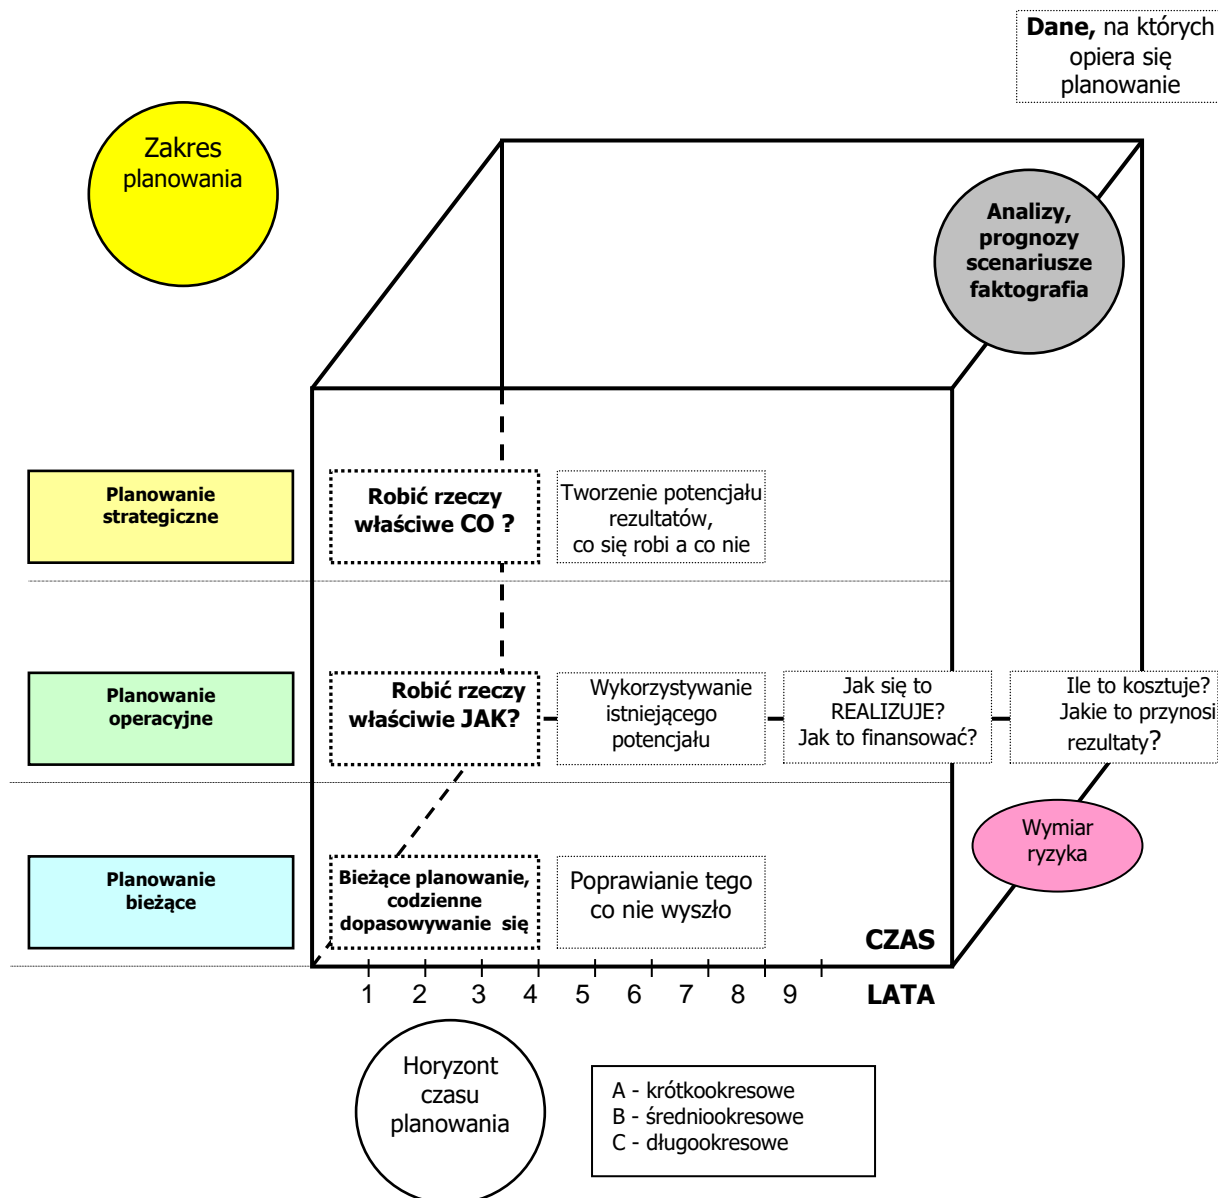 Dane, na których
opiera się
planowanie
Zakres
planowania
Analizy,
prognozy
scenariusze
faktografia
Planowanie
strategiczne
Robić rzeczy
właściwe CO ?
Tworzenie potencjału
rezultatów,
co się robi a co nie
Planowanie
operacyjne
Robić rzeczy
właściwie JAK?
Wykorzystywanie
istniejącego
potencjału
Jak się to
REALIZUJE?
Jak to finansować?
Ile to kosztuje?
Jakie to przynosi
rezultaty?
Wymiar
ryzyka
Planowanie
bieżące
Bieżące planowanie,
codzienne
dopasowywanie się
Poprawianie tego
co nie wyszło
CZAS
1 2 3 4 5 6 7 8 9 LATA
Horyzont
czasu
planowania
A - krótkookresowe
B - średniookresowe
C - długookresowe